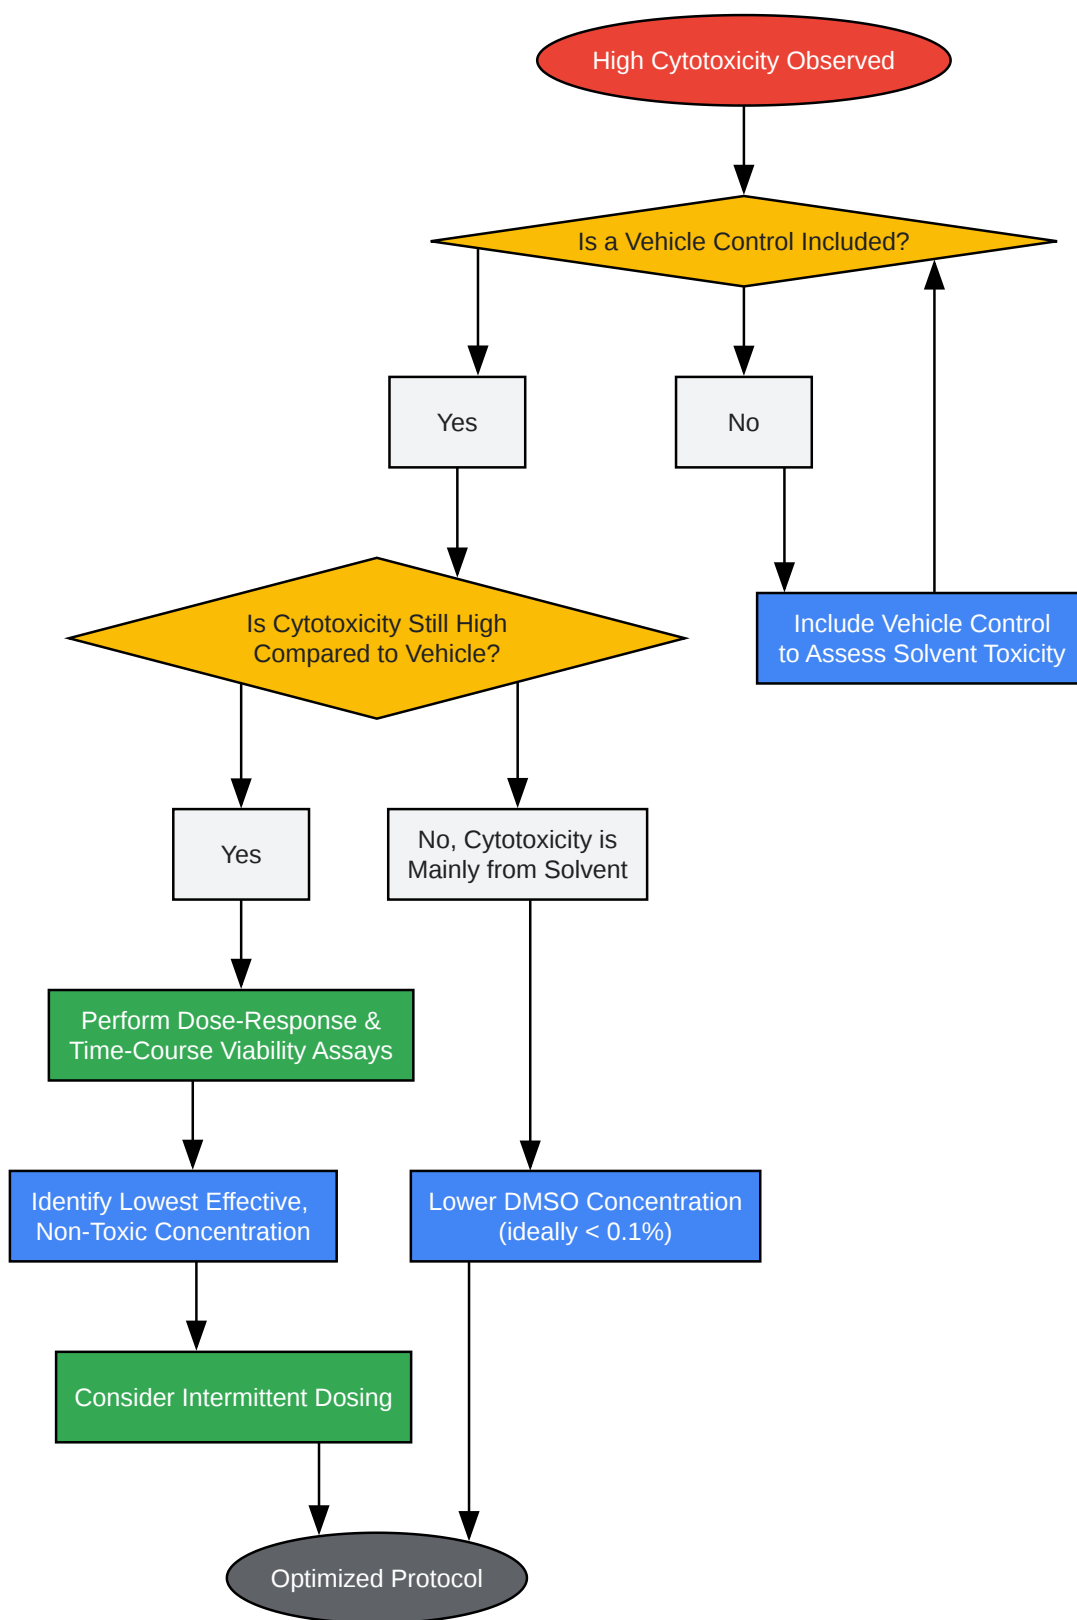 High Cytotoxicity Observed
Is a Vehicle Control Included?
Yes
No
Is Cytotoxicity Still High
Compared to Vehicle?
Include Vehicle Control
to Assess Solvent Toxicity
Yes
No, Cytotoxicity is
Mainly from Solvent
Perform Dose-Response &
Time-Course Viability Assays
Identify Lowest Effective,
Non-Toxic Concentration
Lower DMSO Concentration
(ideally < 0.1%)
Consider Intermittent Dosing
Optimized Protocol